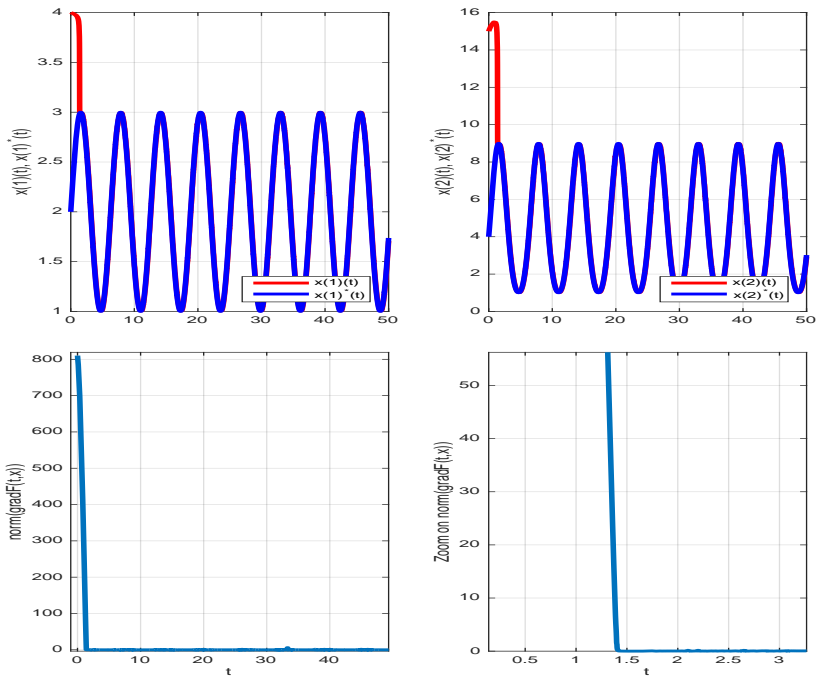 x(1)(t), x(1)*(t)
4
3.5
3
2.5
2
1.5
1
0 10 20 30 40 50
x(1)(t)
x(1)*(t)
x(2)(t), x(2)*(t)
16
14
12
10
8
6
4
2
0
0 10 20 30 40 50
x(2)(t)
x(2)*(t)
norm(gradF(t,x))
800
700
600
500
400
300
200
100
0
0 10 20 30 40
t
Zoom on norm(gradF(t,x))
50
40
30
20
10
0
0.5 1 1.5 2 2.5 3
t